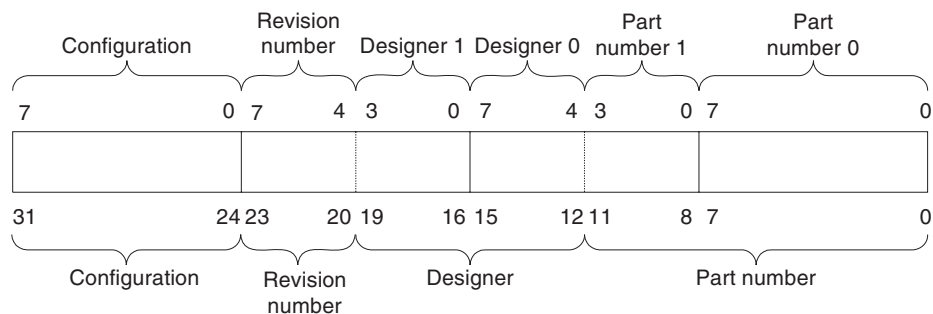 Configuration
Revision
number
Designer 1
Designer 0
Part
number 1
Part
number 0
7 0 7 4 3 0 7 4 3 0 7 0
31 24 23 20 19 16 15 12 11 8 7 0
Configuration
Revision
number
Designer
Part number